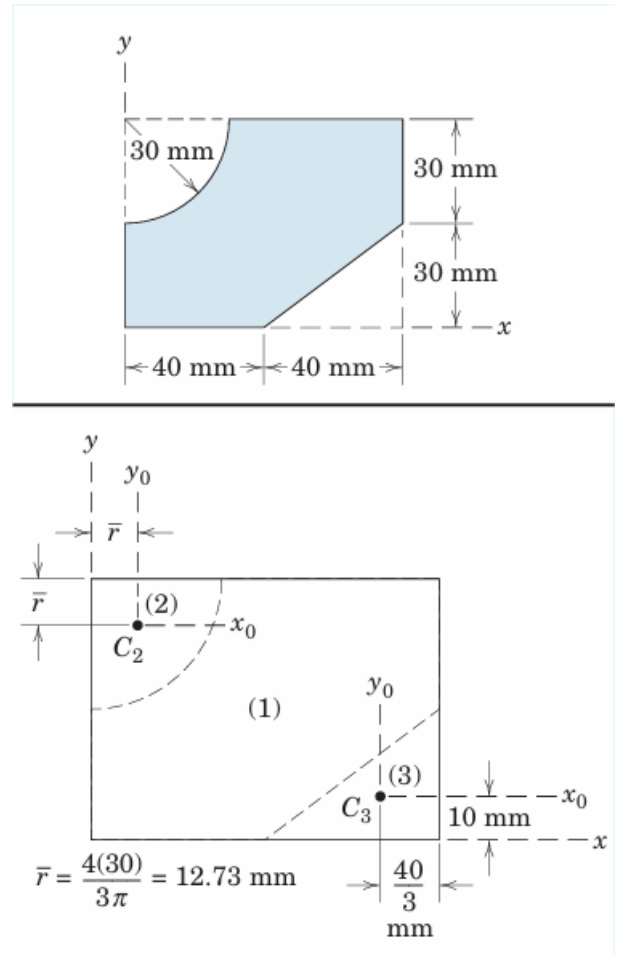 y
30 mm
30 mm
30 mm
x
40 mm
40 mm
y
y₀
r̅
r̅
(2)
x₀
C₂
(1)
y₀
(3)
C₃
x₀
10 mm
x
r̅ = 4(30)/3π = 12.73 mm
40/3
mm